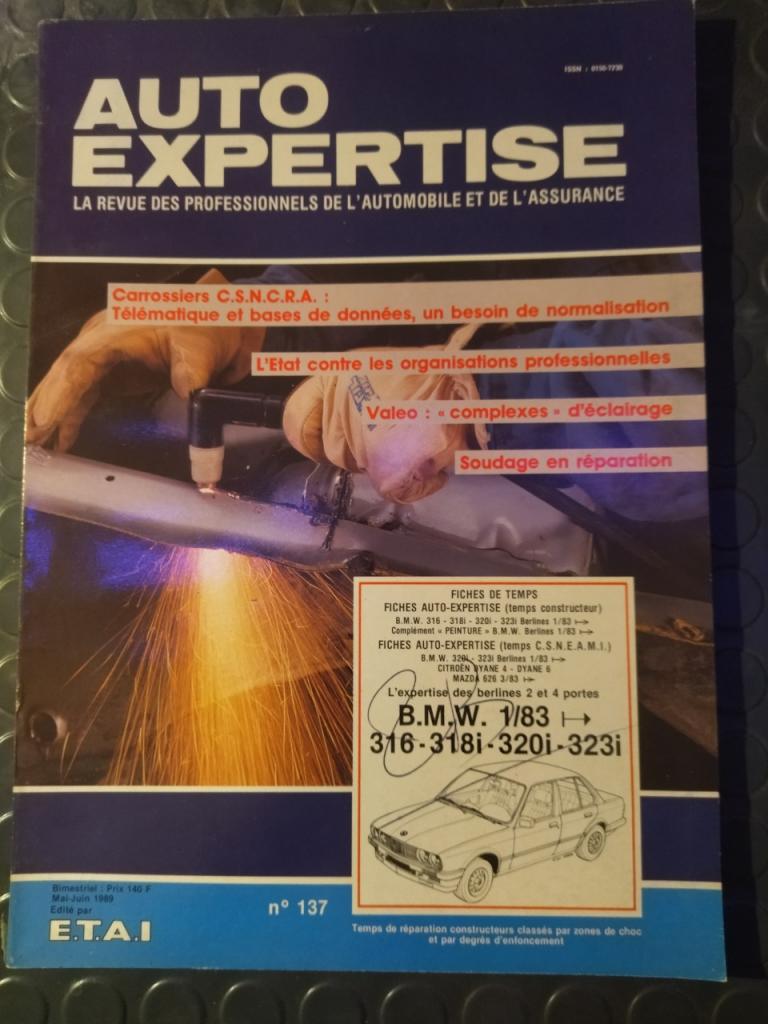 ISSN : 0150-7230
AUTO
EXPERTISE
LA REVUE DES PROFESSIONNELS DE L'AUTOMOBILE ET DE L'ASSURANCE
Carrossiers C.S.N.C.R.A. :
Télématique et bases de données, un besoin de normalisation
L'Etat contre les organisations professionnelles
Valeo : « complexes » d'éclairage
Soudage en réparation
FICHES DE TEMPS
FICHES AUTO-EXPERTISE (temps constructeur)
B.M.W. 316 - 318i - 320i - 323i Berlines 1/83 ↦
Complément « PEINTURE » B.M.W. Berlines 1/83 ↦
FICHES AUTO-EXPERTISE (temps C.S.N.E.A.M.I.)
B.M.W. 320i - 323i Berlines 1/83 ↦
CITROËN DYANE 4 - DYANE 6
MAZDA 626 3/83 ↦
L'expertise des berlines 2 et 4 portes
B.M.W. 1/83 ↦
316-318i-320i-323i
Bimestriel : Prix 140 F
Mai-Juin 1989
Edité par
E.T.A.I
n° 137
Temps de réparation constructeurs classés par zones de choc
et par degrés d'enfoncement